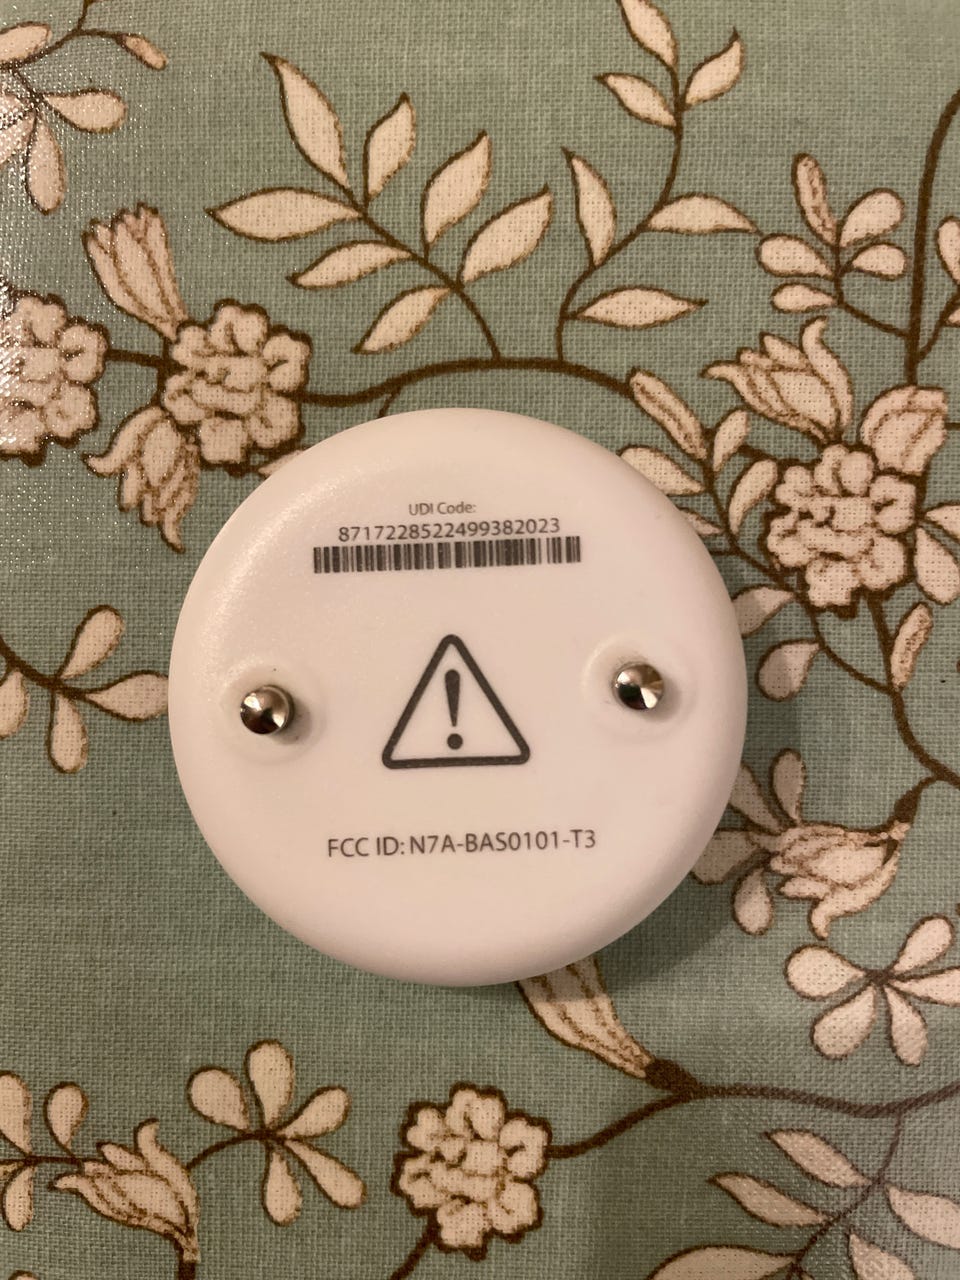 UDI Code:
8717228522499382023
FCC ID: N7A-BAS0101-T3